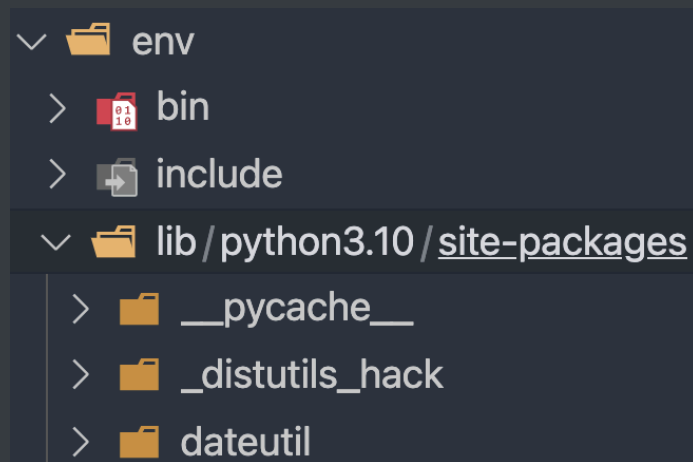 env
bin
include
lib/python3.10/site-packages
__pycache__
_distutils_hack
dateutil